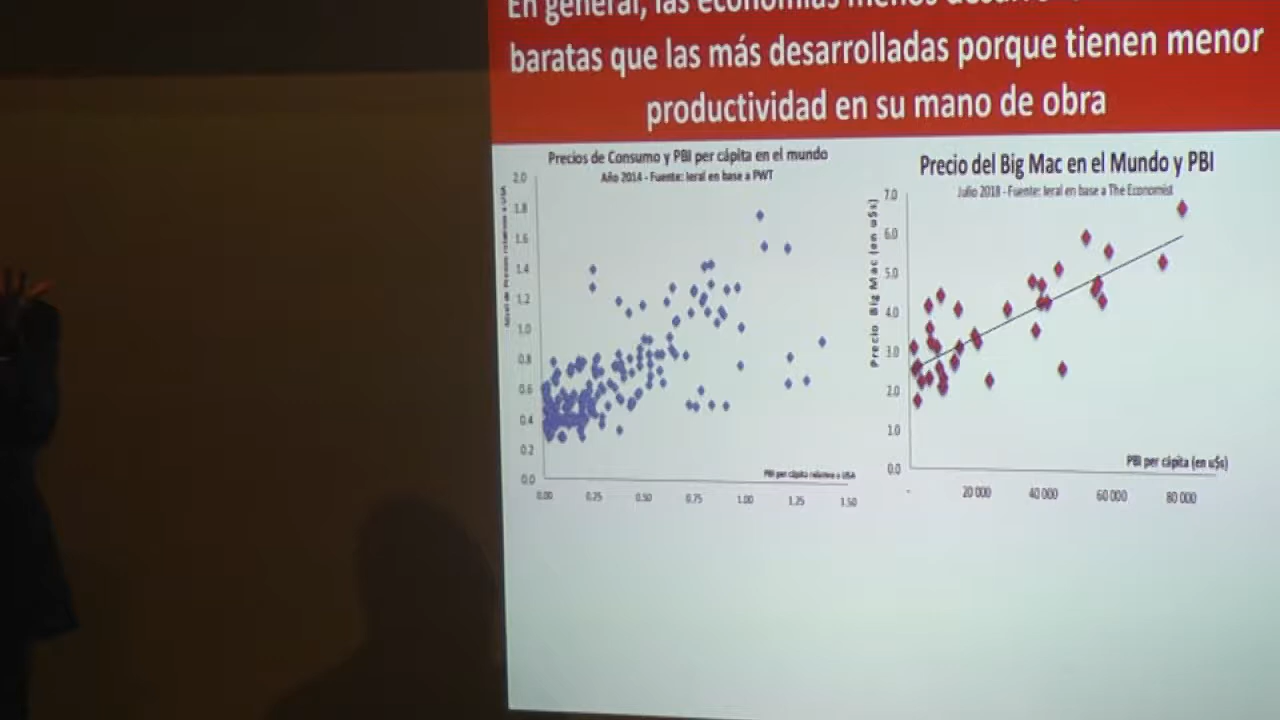 En general, las economías menos
baratas que las más desarrolladas porque tienen menor
productividad en su mano de obra
Precios de Consumo y PBI per cápita en el mundo
Año 2014 - Fuente: Ieral en base a PWT
2.0
1.8
1.6
1.4
1.2
1.0
0.8
0.6
0.4
0.2
0.0
PBI per cápita relativo a USA
0.00 0.25 0.50 0.75 1.00 1.25 1.50
Precio del Big Mac en el Mundo y PBI
Julio 2018 - Fuente: Ieral en base a The Economist
Precio Big Mac (en u$s)
7.0
6.0
5.0
4.0
3.0
2.0
1.0
0.0
PBI per cápita (en u$s)
- 20 000 40 000 60 000 80 000